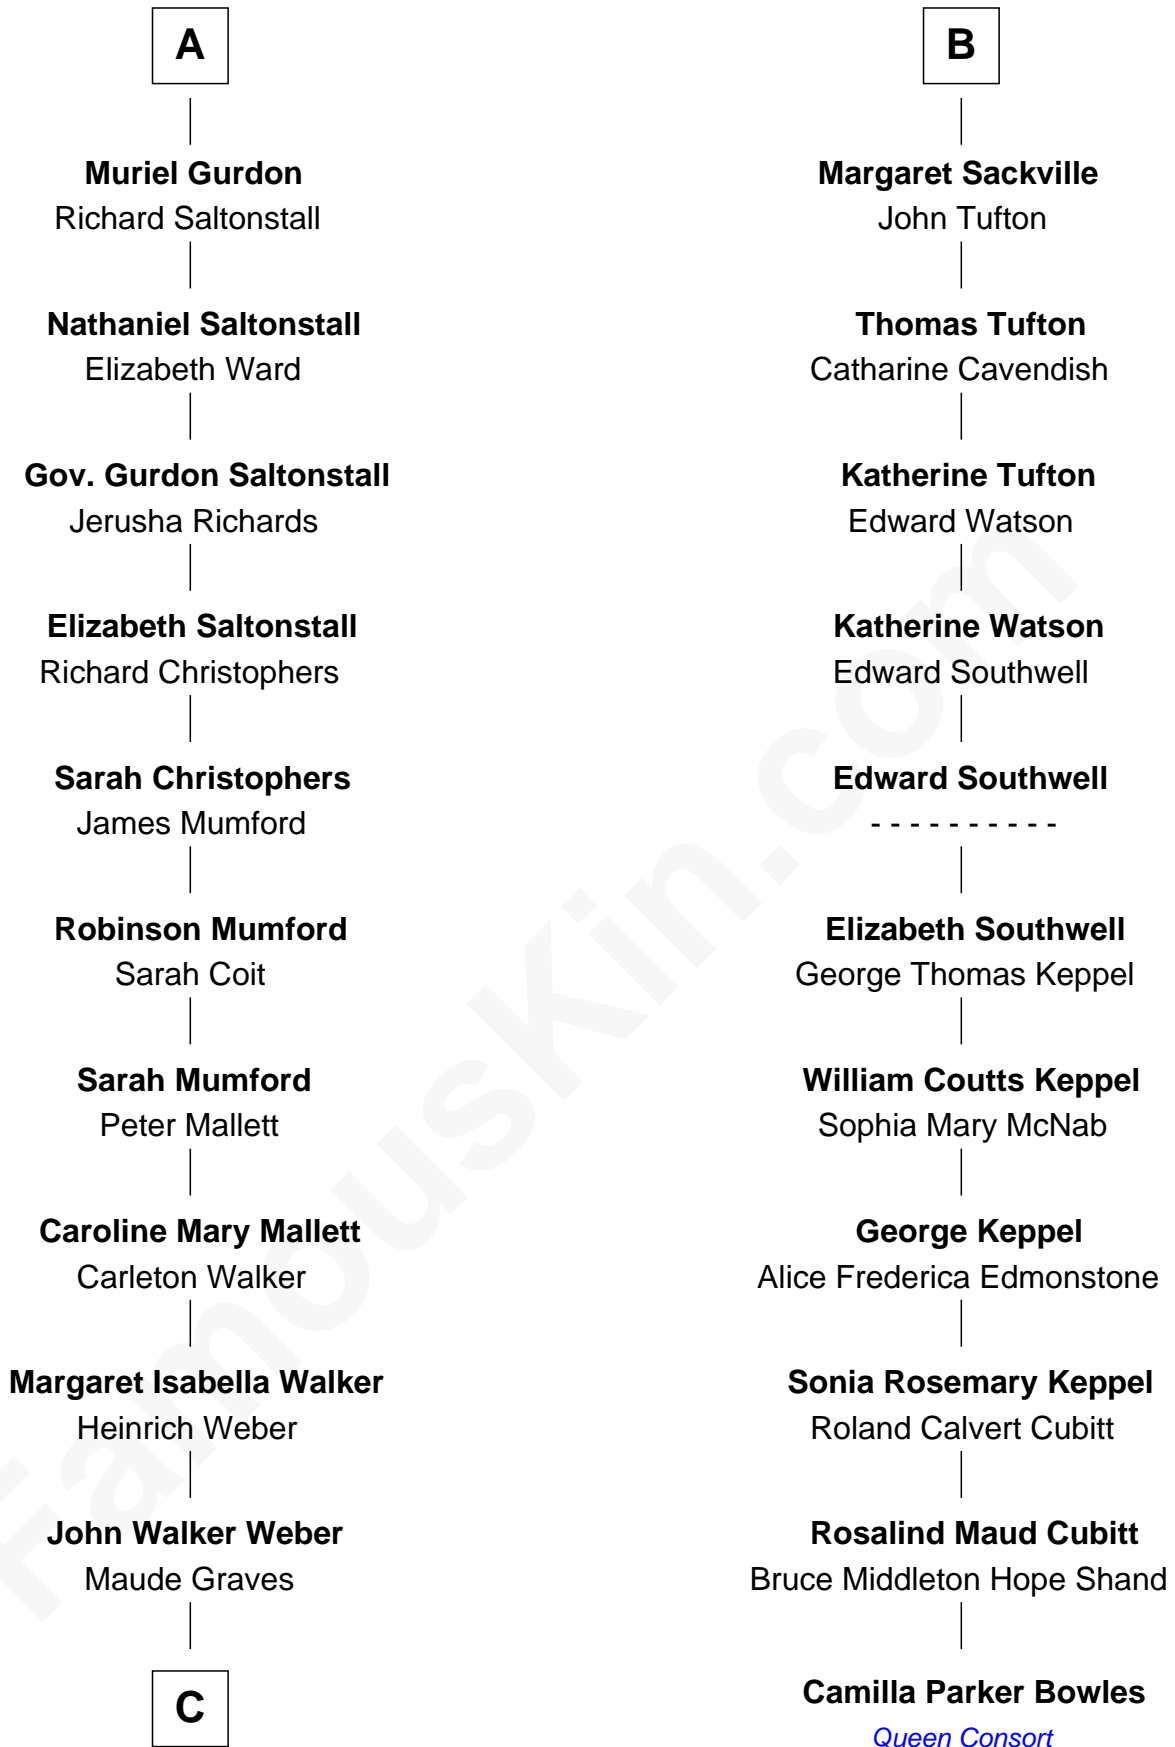 A
Muriel Gurdon
Richard Saltonstall
Nathaniel Saltonstall
Elizabeth Ward
Gov. Gurdon Saltonstall
Jerusha Richards
Elizabeth Saltonstall
Richard Christophers
Sarah Christophers
James Mumford
Robinson Mumford
Sarah Coit
Sarah Mumford
Peter Mallett
Caroline Mary Mallett
Carleton Walker
Margaret Isabella Walker
Heinrich Weber
John Walker Weber
Maude Graves
C
B
Margaret Sackville
John Tufton
Thomas Tufton
Catharine Cavendish
Katherine Tufton
Edward Watson
Katherine Watson
Edward Southwell
Edward Southwell
- - - - - - - - - -
Elizabeth Southwell
George Thomas Keppel
William Coutts Keppel
Sophia Mary McNab
George Keppel
Alice Frederica Edmonstone
Sonia Rosemary Keppel
Roland Calvert Cubitt
Rosalind Maud Cubitt
Bruce Middleton Hope Shand
Camilla Parker Bowles
Queen Consort
FamousKin.com